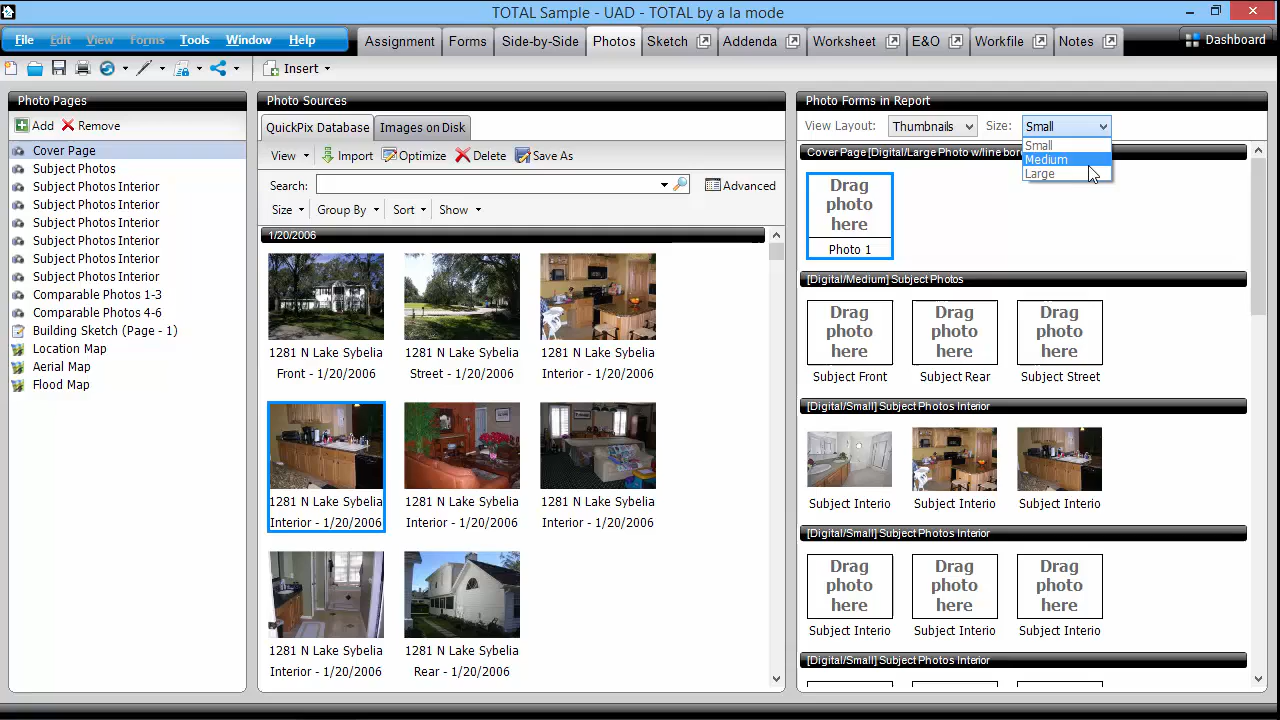 TOTAL Sample - UAD - TOTAL by a la mode
File Edit View Forms Tools Window Help
Assignment Forms Side-by-Side Photos Sketch Addenda Worksheet E&O Workfile Notes Dashboard
Insert
Photo Pages
Add Remove
Cover Page
Subject Photos
Subject Photos Interior
Subject Photos Interior
Subject Photos Interior
Subject Photos Interior
Subject Photos Interior
Subject Photos Interior
Comparable Photos 1-3
Comparable Photos 4-6
Building Sketch (Page - 1)
Location Map
Aerial Map
Flood Map
Photo Sources
QuickPix Database Images on Disk
View Import Optimize Delete Save As
Search: Advanced
Size Group By Sort Show
1/20/2006
1281 N Lake Sybelia
Front - 1/20/2006
1281 N Lake Sybelia
Street - 1/20/2006
1281 N Lake Sybelia
Interior - 1/20/2006
1281 N Lake Sybelia
Interior - 1/20/2006
1281 N Lake Sybelia
Interior - 1/20/2006
1281 N Lake Sybelia
Interior - 1/20/2006
1281 N Lake Sybelia
Interior - 1/20/2006
1281 N Lake Sybelia
Rear - 1/20/2006
Photo Forms in Report
View Layout: Thumbnails Size: Small
Small
Medium
Large
Cover Page [Digital/Large Photo w/line bor
Drag
photo
here
Photo 1
[Digital/Medium] Subject Photos
Drag
photo
here
Subject Front
Drag
photo
here
Subject Rear
Drag
photo
here
Subject Street
[Digital/Small] Subject Photos Interior
Subject Interio
Subject Interio
Subject Interio
[Digital/Small] Subject Photos Interior
Drag
photo
here
Subject Interio
Drag
photo
here
Subject Interio
Drag
photo
here
Subject Interio
[Digital/Small] Subject Photos Interior